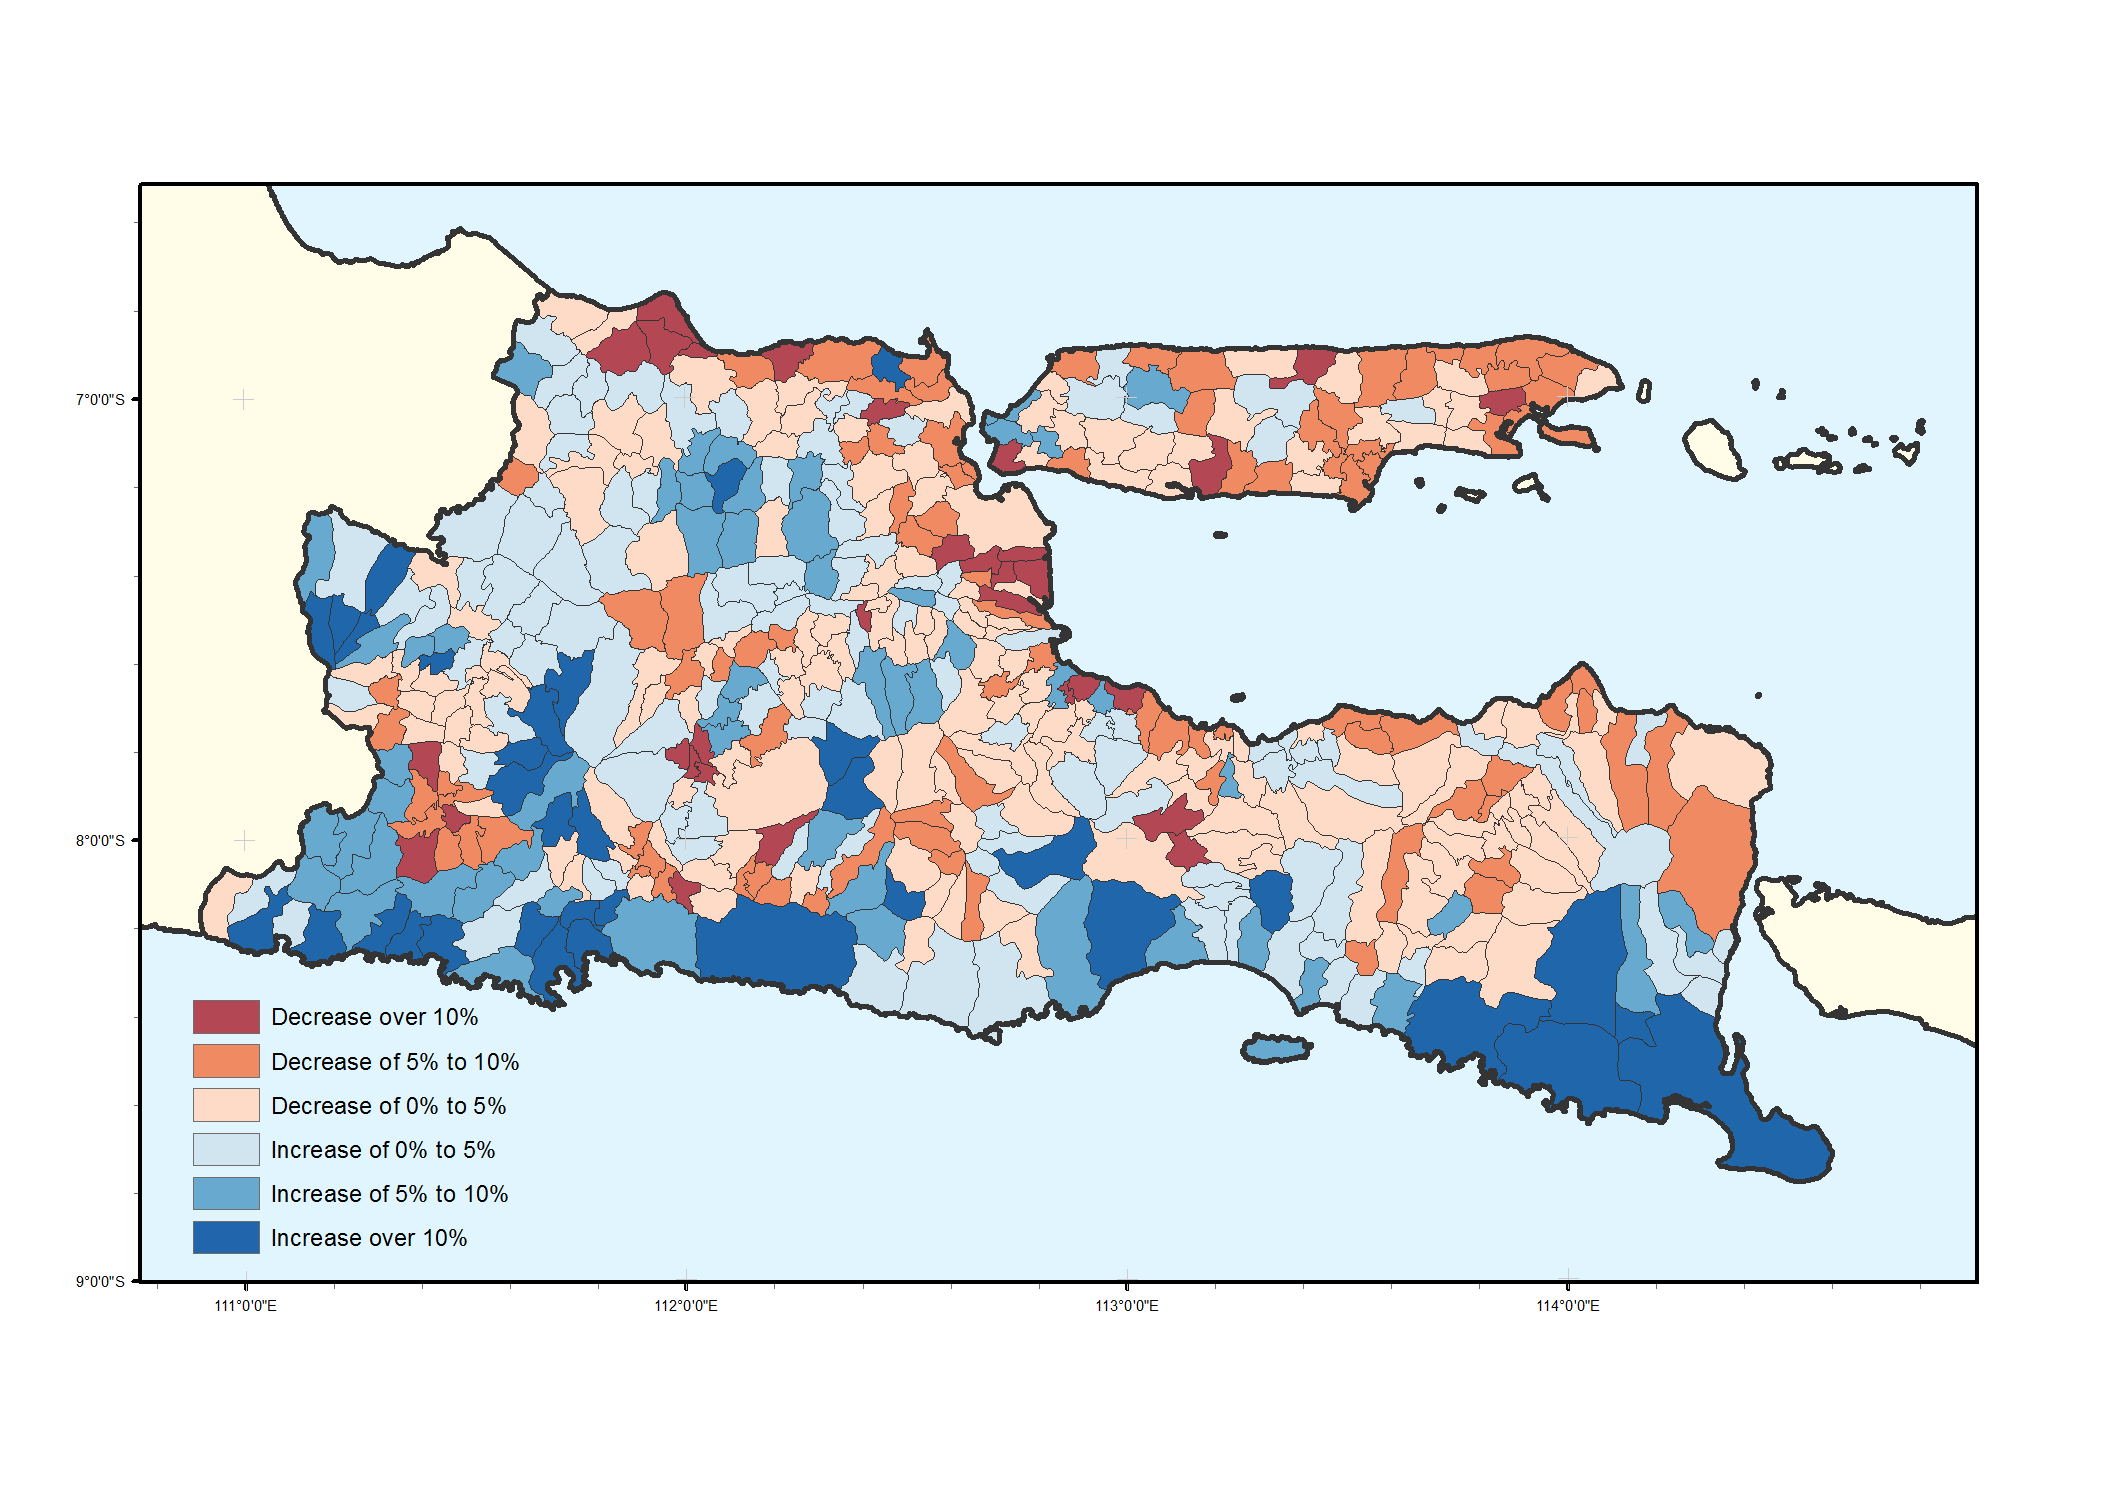 7°0'0"S
8°0'0"S
Decrease over 10%
Decrease of 5% to 10%
Decrease of 0% to 5%
Increase of 0% to 5%
Increase of 5% to 10%
Increase over 10%
9°0'0"S
111°0'0"E 112°0'0"E 113°0'0"E 114°0'0"E